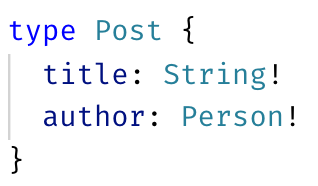 type Post {
  title: String!
  author: Person!
}